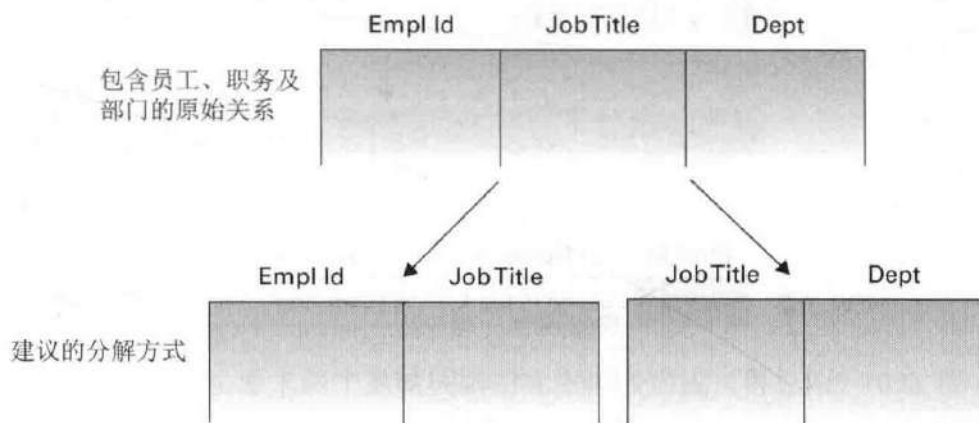 Empl Id JobTitle Dept
包含员工、职务及
部门的原始关系
Empl Id JobTitle JobTitle Dept
建议的分解方式